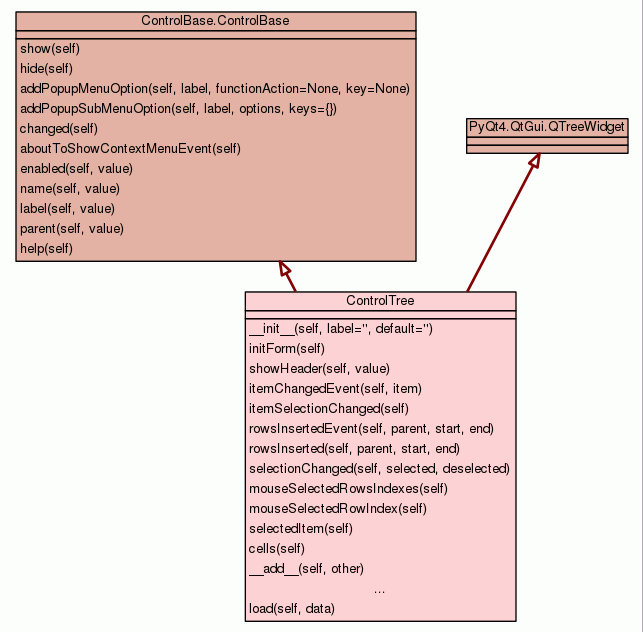 ControlBase.ControlBase
show(self)
hide(self)
addPopupMenuOption(self, label, functionAction=None, key=None)
addPopupSubMenuOption(self, label, options, keys={})
changed(self)
aboutToShowContextMenuEvent(self)
enabled(self, value)
name(self, value)
label(self, value)
parent(self, value)
help(self)
PyQt4.QtGui.QTreeWidget
ControlTree
__init__(self, label='', default='')
initForm(self)
showHeader(self, value)
itemChangedEvent(self, item)
itemSelectionChanged(self)
rowsInsertedEvent(self, parent, start, end)
rowsInserted(self, parent, start, end)
selectionChanged(self, selected, deselected)
mouseSelectedRowsIndexes(self)
mouseSelectedRowIndex(self)
selectedItem(self)
cells(self)
__add__(self, other)
...
load(self, data)